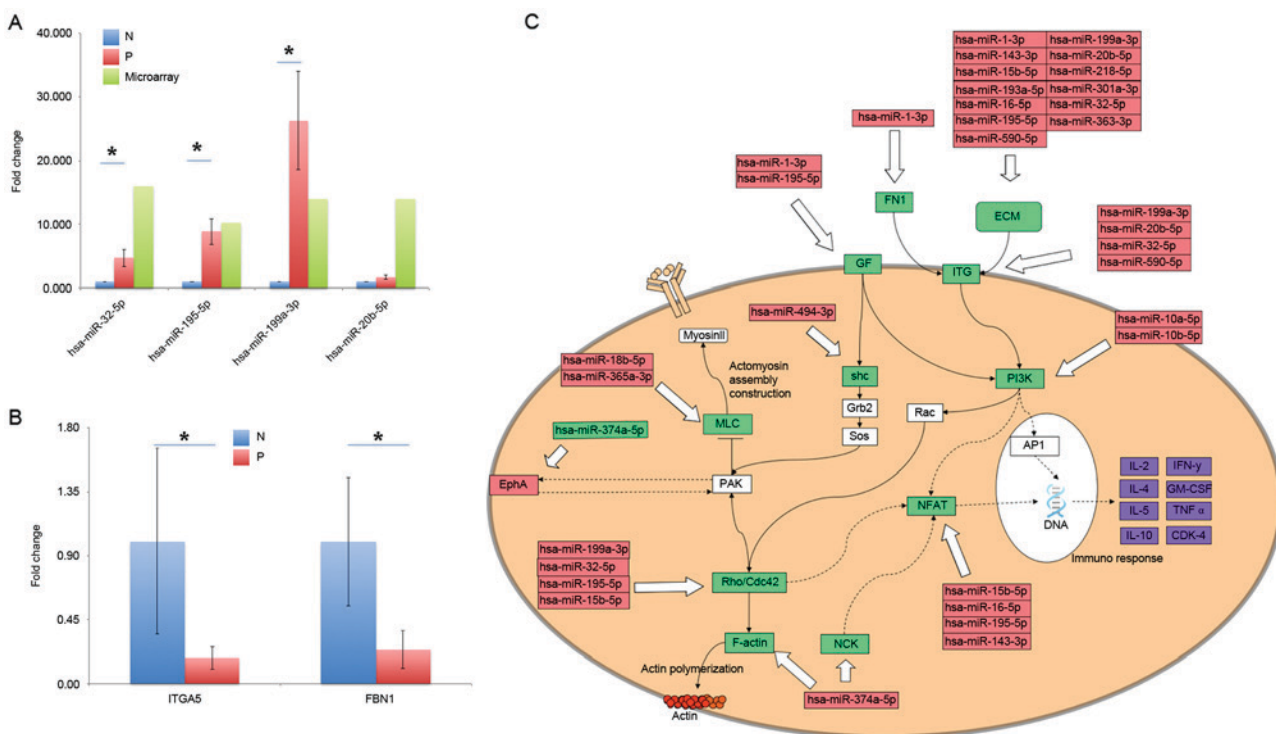 A
N
P
Microarray
40.000
30.000
20.000
10.000
0.000
Fold change
*
*
*
hsa-miR-32-5p
hsa-miR-195-5p
hsa-miR-199a-3p
hsa-miR-20b-5p
B
N
P
1.80
1.35
0.90
0.45
0.00
Fold change
*
*
ITGA5
FBN1
C
hsa-miR-1-3p hsa-miR-199a-3p
hsa-miR-143-3p hsa-miR-20b-5p
hsa-miR-15b-5p hsa-miR-218-5p
hsa-miR-193a-5p hsa-miR-301a-3p
hsa-miR-16-5p hsa-miR-32-5p
hsa-miR-195-5p hsa-miR-363-3p
hsa-miR-590-5p
hsa-miR-1-3p
hsa-miR-1-3p
hsa-miR-195-5p
FN1
ECM
hsa-miR-199a-3p
hsa-miR-20b-5p
hsa-miR-32-5p
hsa-miR-590-5p
GF
ITG
hsa-miR-494-3p
hsa-miR-10a-5p
hsa-miR-10b-5p
MyosinII
hsa-miR-18b-5p
hsa-miR-365a-3p
Actomyosin
assembly
construction
shc
PI3K
Grb2
Rac
MLC
hsa-miR-374a-5p
Sos
AP1
EphA
PAK
NFAT
DNA
IL-2 IFN-y
IL-4 GM-CSF
IL-5 TNF α
IL-10 CDK-4
Immuno response
hsa-miR-199a-3p
hsa-miR-32-5p
hsa-miR-195-5p
hsa-miR-15b-5p
Rho/Cdc42
hsa-miR-15b-5p
hsa-miR-16-5p
hsa-miR-195-5p
hsa-miR-143-3p
F-actin
NCK
Actin polymerization
hsa-miR-374a-5p
Actin